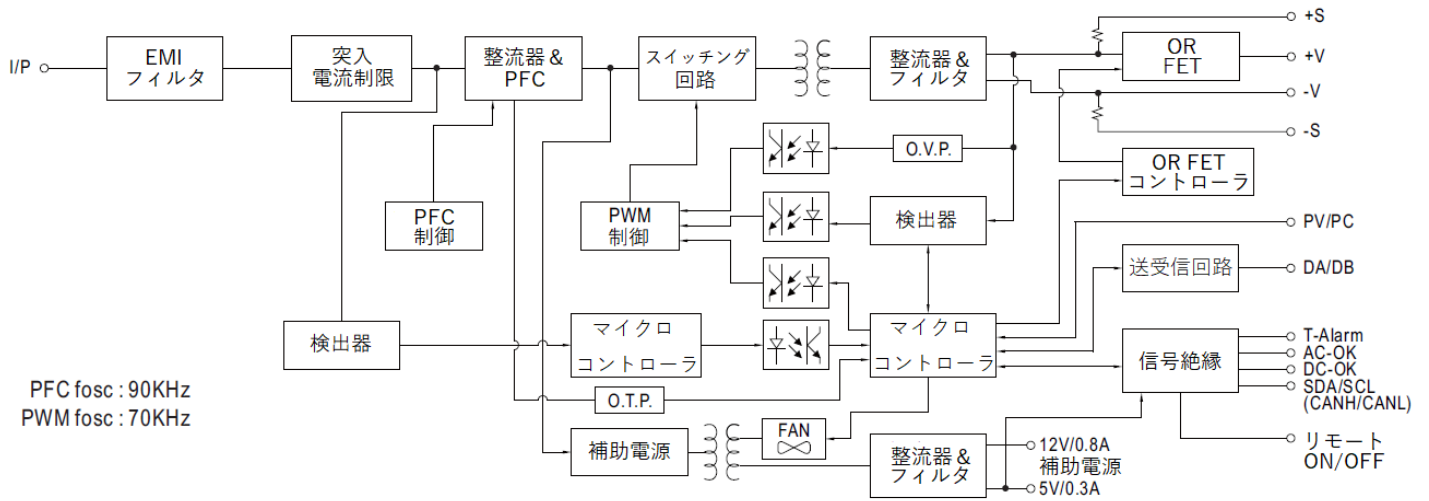 I/P
EMI
フィルタ
突入
電流制限
整流器&
PFC
スイッチング
回路
整流器&
フィルタ
OR
FET
+S
+V
-V
-S
O.V.P.
OR FET
コントローラ
PFC
制御
PWM
制御
検出器
PV/PC
送受信回路
DA/DB
検出器
マイクロ
コントローラ
マイクロ
コントローラ
信号絶縁
T-Alarm
AC-OK
DC-OK
SDA/SCL
(CANH/CANL)
PFC fosc : 90KHz
PWM fosc : 70KHz
O.T.P.
補助電源
FAN
整流器&
フィルタ
12V/0.8A
補助電源
5V/0.3A
リモート
ON/OFF